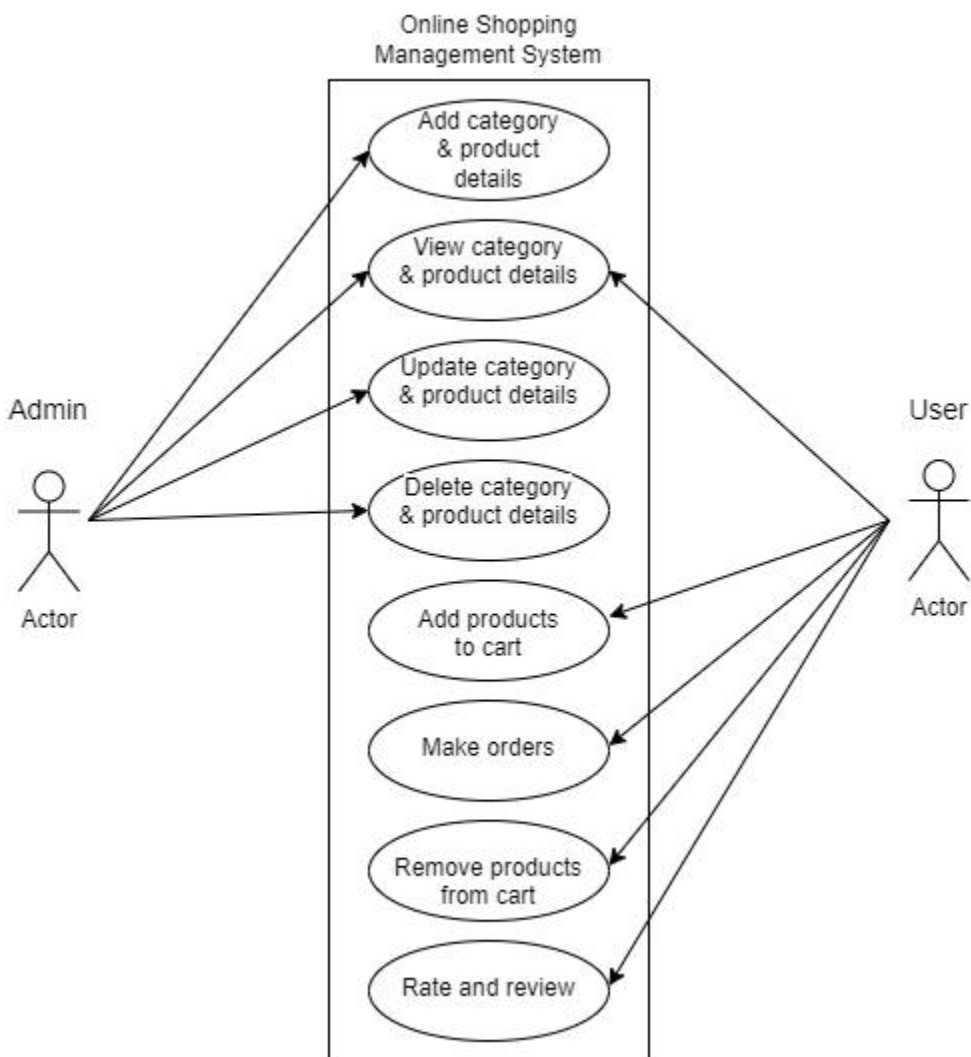 Online Shopping
Management System
Add category
& product
details
View category
& product details
Update category
& product details
Admin
User
Delete category
& product details
Actor
Actor
Add products
to cart
Make orders
Remove products
from cart
Rate and review